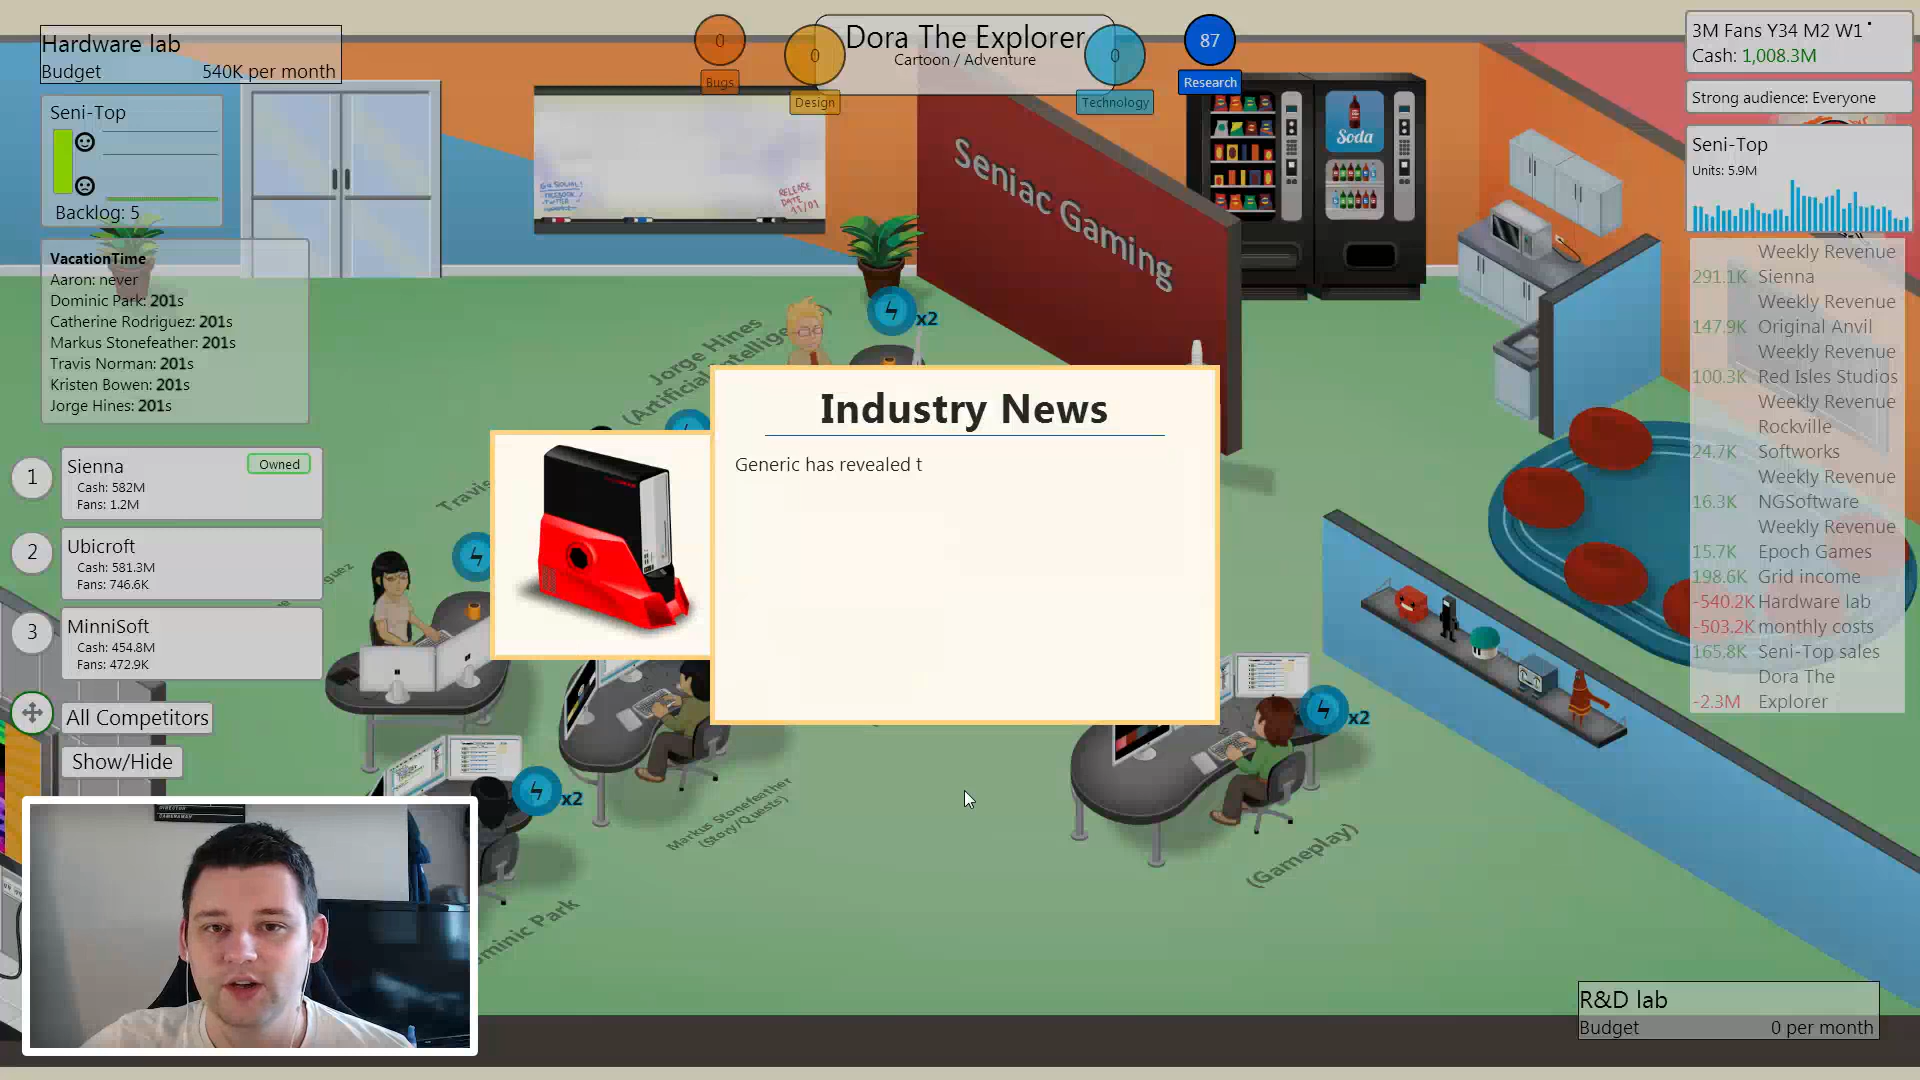 Hardware lab
Budget 540K per month
Seni-Top
Backlog: 5
VacationTime
Aaron: never
Dominic Park: 201s
Catherine Rodriguez: 201s
Markus Stonefeather: 201s
Travis Norman: 201s
Kristen Bowen: 201s
Jorge Hines: 201s
1
Sienna
Owned
Cash: 582M
Fans: 1.2M
2
Ubicroft
Cash: 581.3M
Fans: 746.6K
3
MinniSoft
Cash: 454.8M
Fans: 472.9K
All Competitors
Show/Hide
0
Bugs
0
Design
Dora The Explorer
Cartoon / Adventure
0
Technology
87
Research
RELEASE
DATE
11/01
Seniac Gaming
Soda
Jorge Hines
x2
Industry News
Generic has revealed t
x2
x2
Markus Stonefeather
(Story/Quests)
(Gameplay)
3M Fans Y34 M2 W1
Cash: 1,008.3M
Strong audience: Everyone
Seni-Top
Units: 5.9M
Weekly Revenue
291.1K Sienna
Weekly Revenue
147.9K Original Anvil
Weekly Revenue
100.3K Red Isles Studios
Weekly Revenue
Rockville
24.7K Softworks
Weekly Revenue
16.3K NGSoftware
Weekly Revenue
15.7K Epoch Games
198.6K Grid income
-540.2K Hardware lab
-503.2K monthly costs
165.8K Seni-Top sales
Dora The
-2.3M Explorer
R&D lab
Budget 0 per month